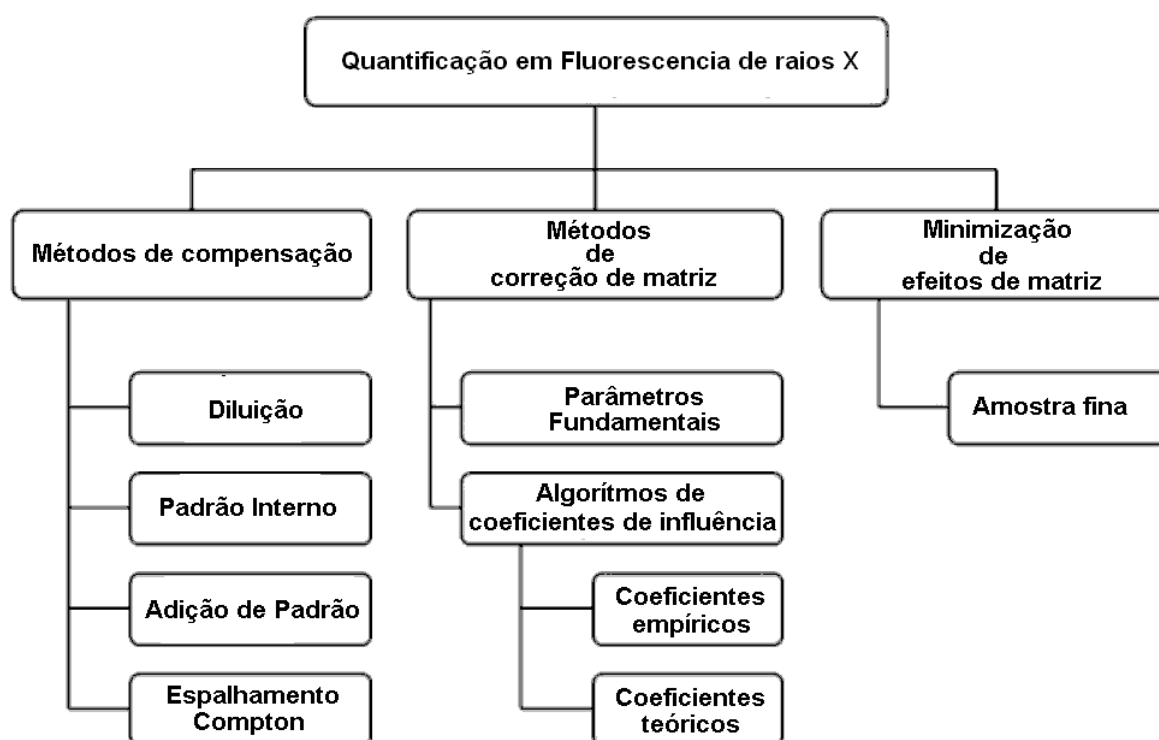 Quantificação em Fluorescencia de raios X
Métodos de compensação
Diluição
Padrão Interno
Adição de Padrão
Espalhamento
Compton
Métodos
de
correção de matriz
Parâmetros
Fundamentais
Algorítmos de
coeficientes de influência
Coeficientes
empíricos
Coeficientes
teóricos
Minimização
de
efeitos de matriz
Amostra fina